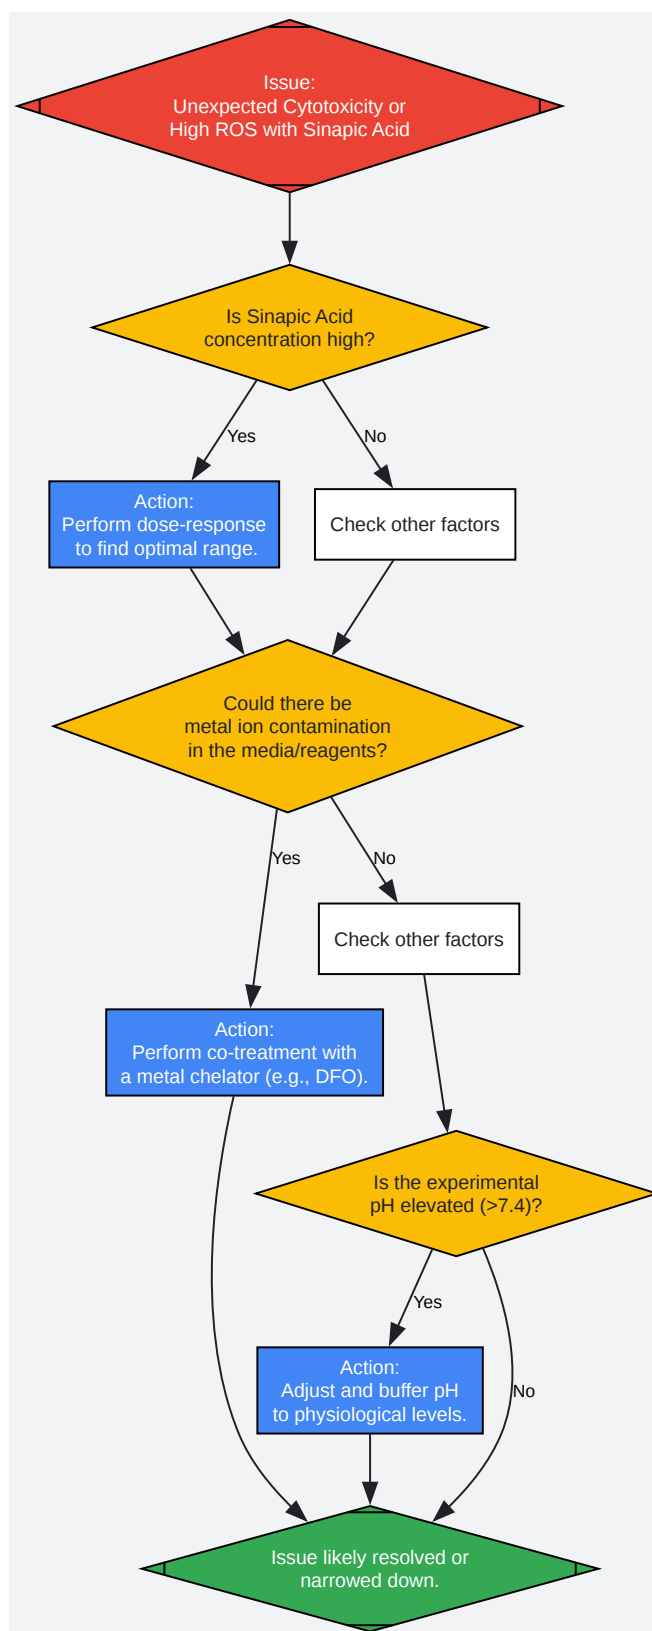 Issue:
Unexpected Cytotoxicity or
High ROS with Sinapic Acid
Is Sinapic Acid
concentration high?
Yes
No
Action:
Perform dose-response
to find optimal range.
Check other factors
Could there be
metal ion contamination
in the media/reagents?
Yes
No
Check other factors
Action:
Perform co-treatment with
a metal chelator (e.g., DFO).
Is the experimental
pH elevated (>7.4)?
Yes
No
Action:
Adjust and buffer pH
to physiological levels.
Issue likely resolved or
narrowed down.